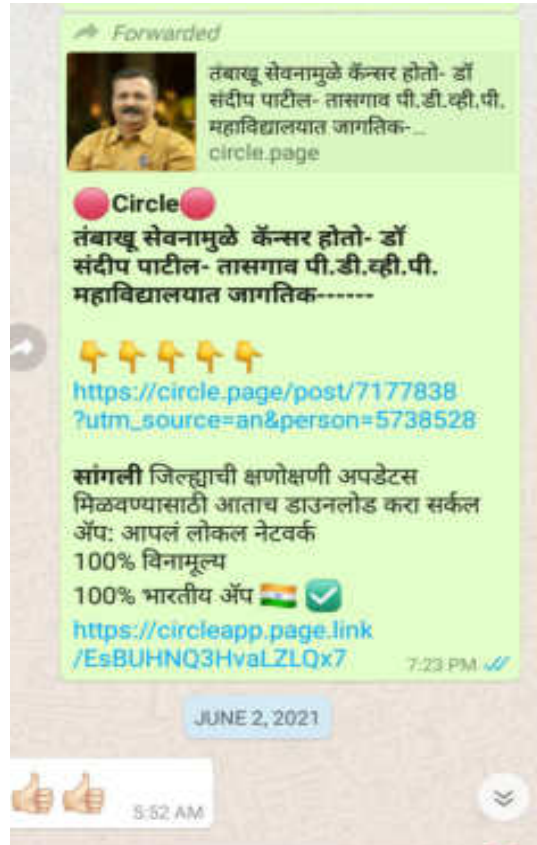 Forwarded
तंबाखू सेवनामुळे कॅन्सर होतो- डॉ
संदीप पाटील- तासगाव पी.डी.व्ही.पी.
महाविद्यालयात जागतिक-...
circle.page
🔴Circle🔴
तंबाखू सेवनामुळे कॅन्सर होतो- डॉ
संदीप पाटील- तासगाव पी.डी.व्ही.पी.
महाविद्यालयात जागतिक------
👇👇👇👇👇
https://circle.page/post/7177838
?utm_source=an&person=5738528
सांगली जिल्ह्याची क्षणोक्षणी अपडेटस
मिळवण्यासाठी आताच डाउनलोड करा सर्कल
ॲप: आपलं लोकल नेटवर्क
100% विनामूल्य
100% भारतीय ॲप 🇮🇳 ✅
https://circleapp.page.link
/EsBUHNQ3HvaLZLQx7
7:23 PM
JUNE 2, 2021
👍🏻👍🏻
5:52 AM